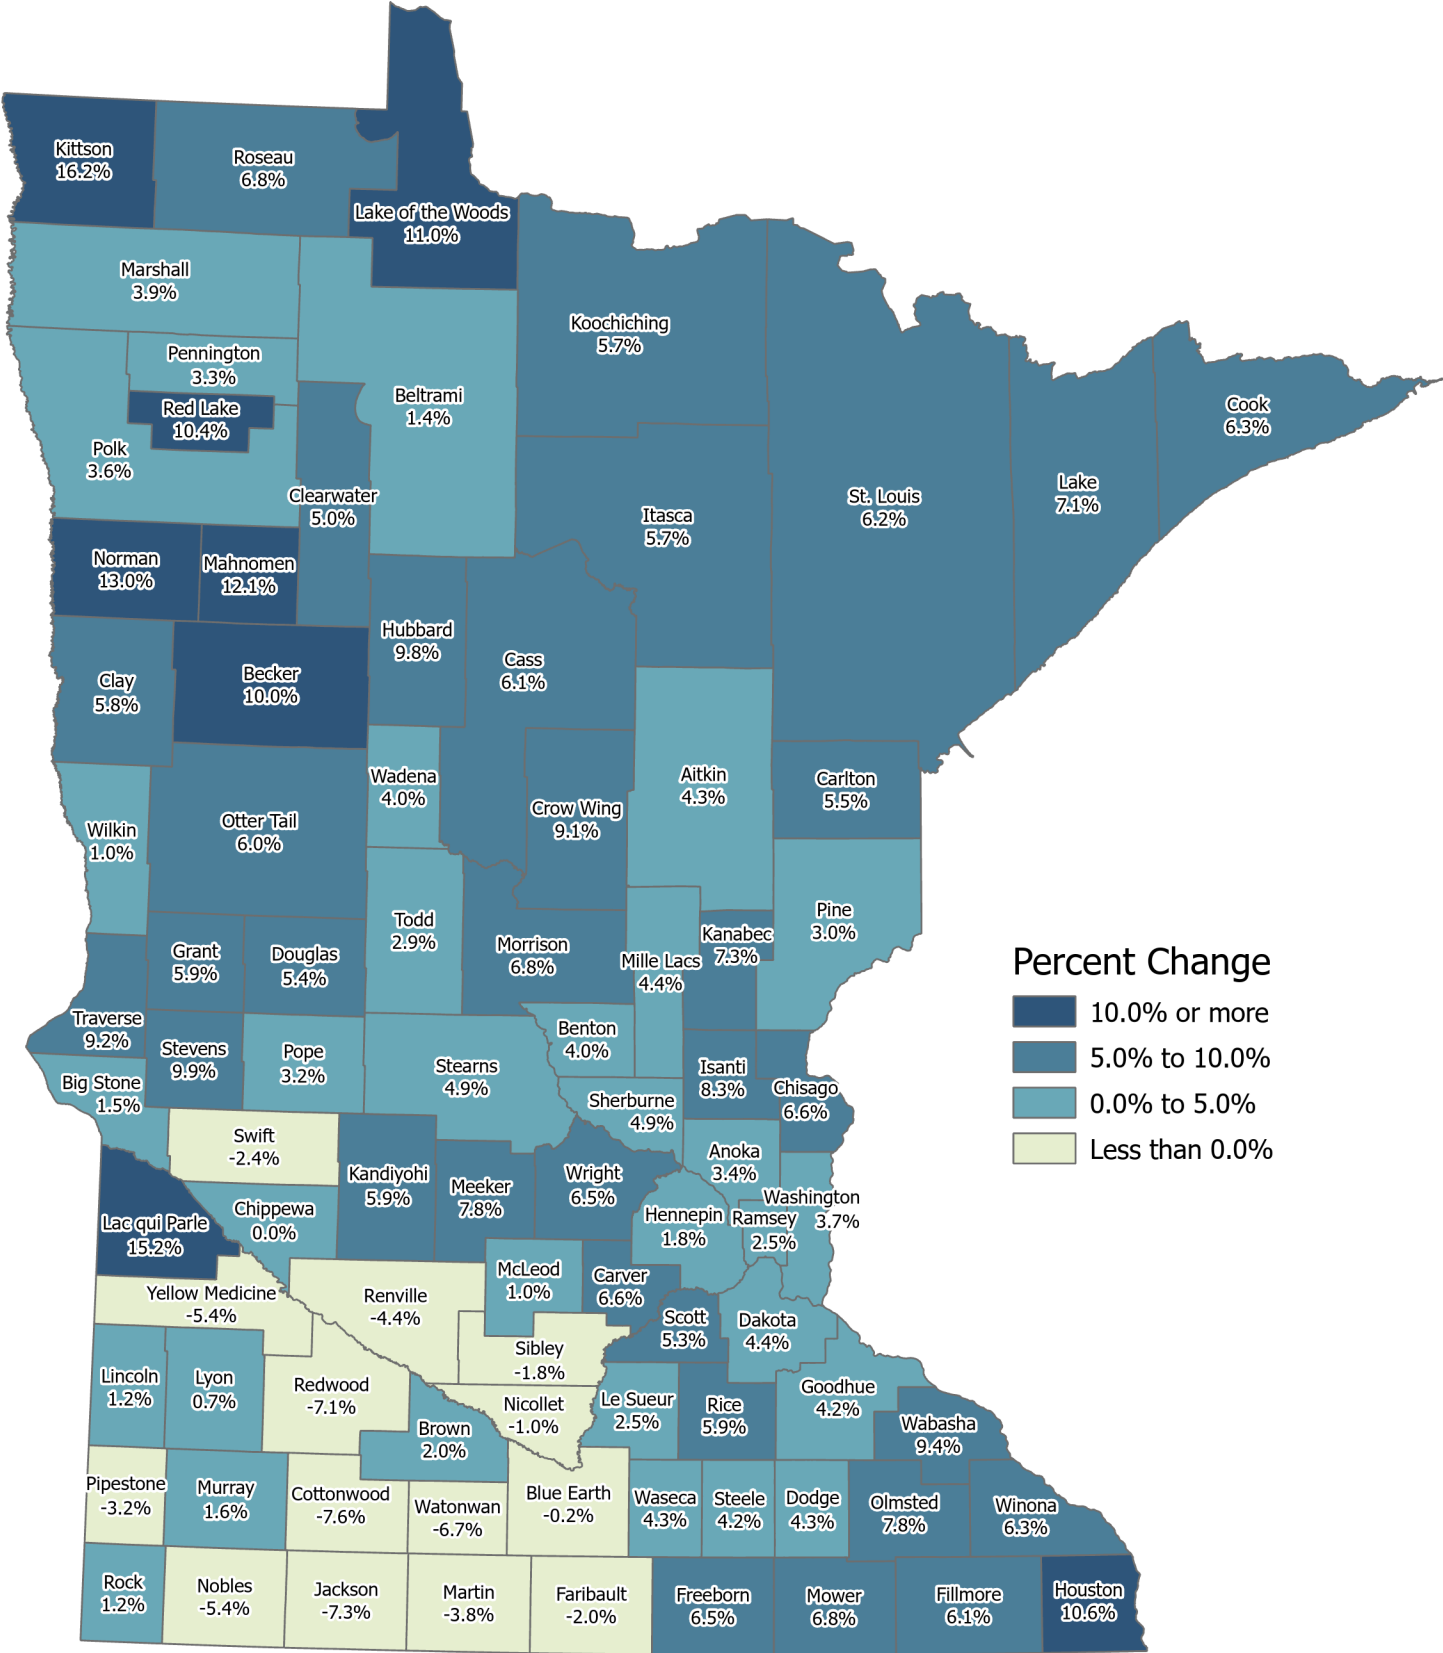 Kittson
16.2%
Roseau
6.8%
Lake of the Woods
11.0%
Marshall
3.9%
Koochiching
5.7%
Pennington
3.3%
Beltrami
1.4%
Red Lake
10.4%
Cook
6.3%
Polk
3.6%
Clearwater
5.0%
Itasca
5.7%
St. Louis
6.2%
Lake
7.1%
Norman
13.0%
Mahnomen
12.1%
Hubbard
9.8%
Cass
6.1%
Clay
5.8%
Becker
10.0%
Wadena
4.0%
Aitkin
4.3%
Carlton
5.5%
Crow Wing
9.1%
Otter Tail
6.0%
Wilkin
1.0%
Todd
2.9%
Pine
3.0%
Kanabec
7.3%
Morrison
6.8%
Grant
5.9%
Douglas
5.4%
Mille Lacs
4.4%
Percent Change
10.0% or more
5.0% to 10.0%
0.0% to 5.0%
Less than 0.0%
Traverse
9.2%
Stevens
9.9%
Pope
3.2%
Benton
4.0%
Stearns
4.9%
Isanti
8.3%
Chisago
6.6%
Big Stone
1.5%
Sherburne
4.9%
Swift
-2.4%
Anoka
3.4%
Kandiyohi
5.9%
Meeker
7.8%
Wright
6.5%
Washington
3.7%
Lac qui Parle
15.2%
Chippewa
0.0%
Hennepin
1.8%
Ramsey
2.5%
McLeod
1.0%
Carver
6.6%
Yellow Medicine
-5.4%
Renville
-4.4%
Scott
5.3%
Dakota
4.4%
Sibley
-1.8%
Lincoln
1.2%
Lyon
0.7%
Redwood
-7.1%
Nicollet
-1.0%
Le Sueur
2.5%
Rice
5.9%
Goodhue
4.2%
Wabasha
9.4%
Brown
2.0%
Pipestone
-3.2%
Murray
1.6%
Cottonwood
-7.6%
Watonwan
-6.7%
Blue Earth
-0.2%
Waseca
4.3%
Steele
4.2%
Dodge
4.3%
Olmsted
7.8%
Winona
6.3%
Rock
1.2%
Nobles
-5.4%
Jackson
-7.3%
Martin
-3.8%
Faribault
-2.0%
Freeborn
6.5%
Mower
6.8%
Fillmore
6.1%
Houston
10.6%